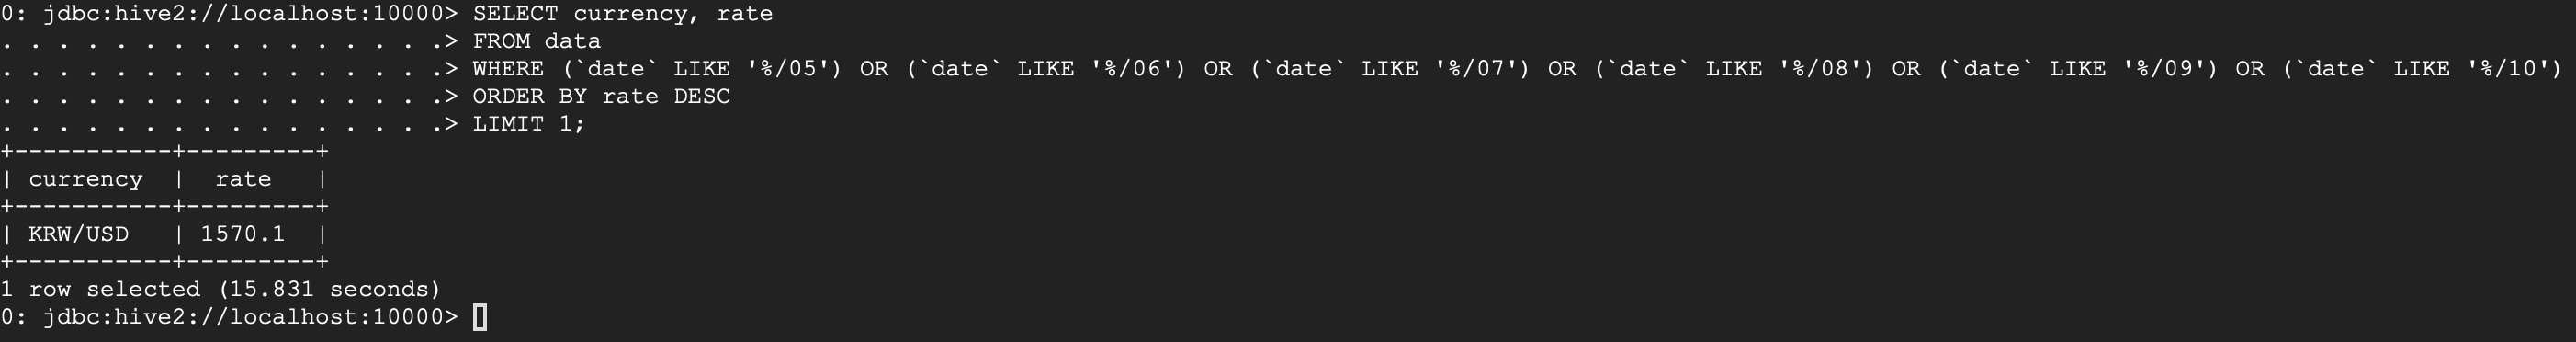 0: jdbc:hive2://localhost:10000> SELECT currency, rate
. . . . . . . . . . . . . . . .> FROM data
. . . . . . . . . . . . . . . .> WHERE (`date` LIKE '%/05') OR (`date` LIKE '%/06') OR (`date` LIKE '%/07') OR (`date` LIKE '%/08') OR (`date` LIKE '%/09') OR (`date` LIKE '%/10')
. . . . . . . . . . . . . . . .> ORDER BY rate DESC
. . . . . . . . . . . . . . . .> LIMIT 1;
+-----------+---------+
| currency  |  rate   |
+-----------+---------+
| KRW/USD   | 1570.1  |
+-----------+---------+
1 row selected (15.831 seconds)
0: jdbc:hive2://localhost:10000>